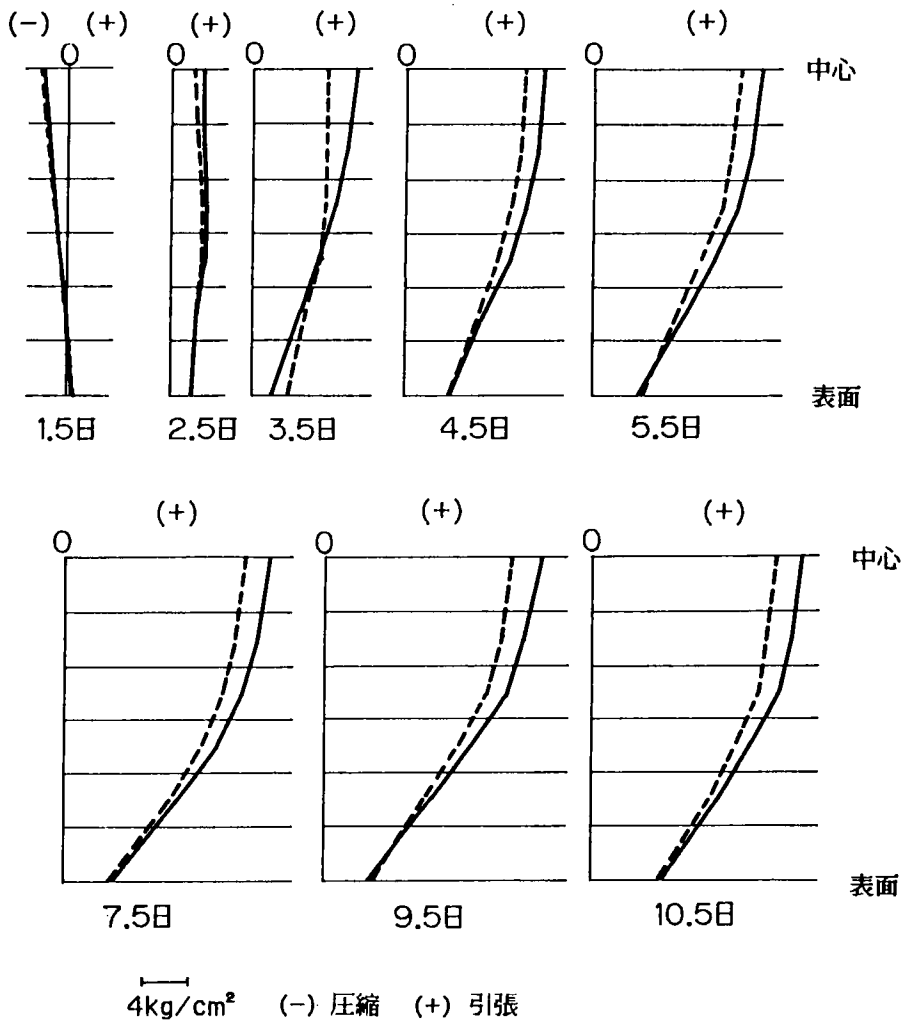 (-) (+) (+) (+) (+) (+)
0 0 0 0 0 中心
表面
1.5日 2.5日 3.5日 4.5日 5.5日
(+) (+) (+)
0 0 0 中心
表面
7.5日 9.5日 10.5日
4kg/cm² (-) 圧縮 (+) 引張